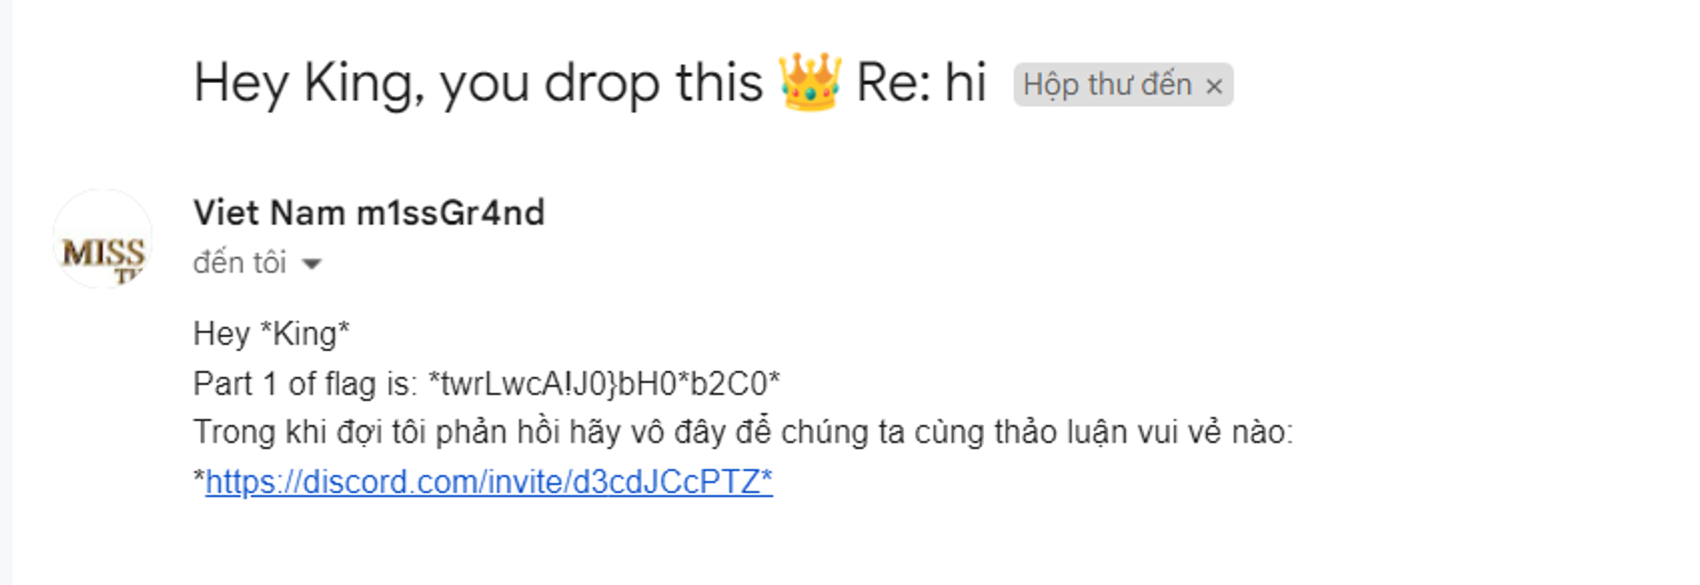 Hey King, you drop this 👑 Re: hi Hộp thư đến ×
Viet Nam m1ssGr4nd
MISS
đến tôi
Hey *King*
Part 1 of flag is: *twrLwcA!J0}bH0*b2C0*
Trong khi đợi tôi phản hồi hãy vô đây để chúng ta cùng thảo luận vui vẻ nào:
*https://discord.com/invite/d3cdJCcPTZ*